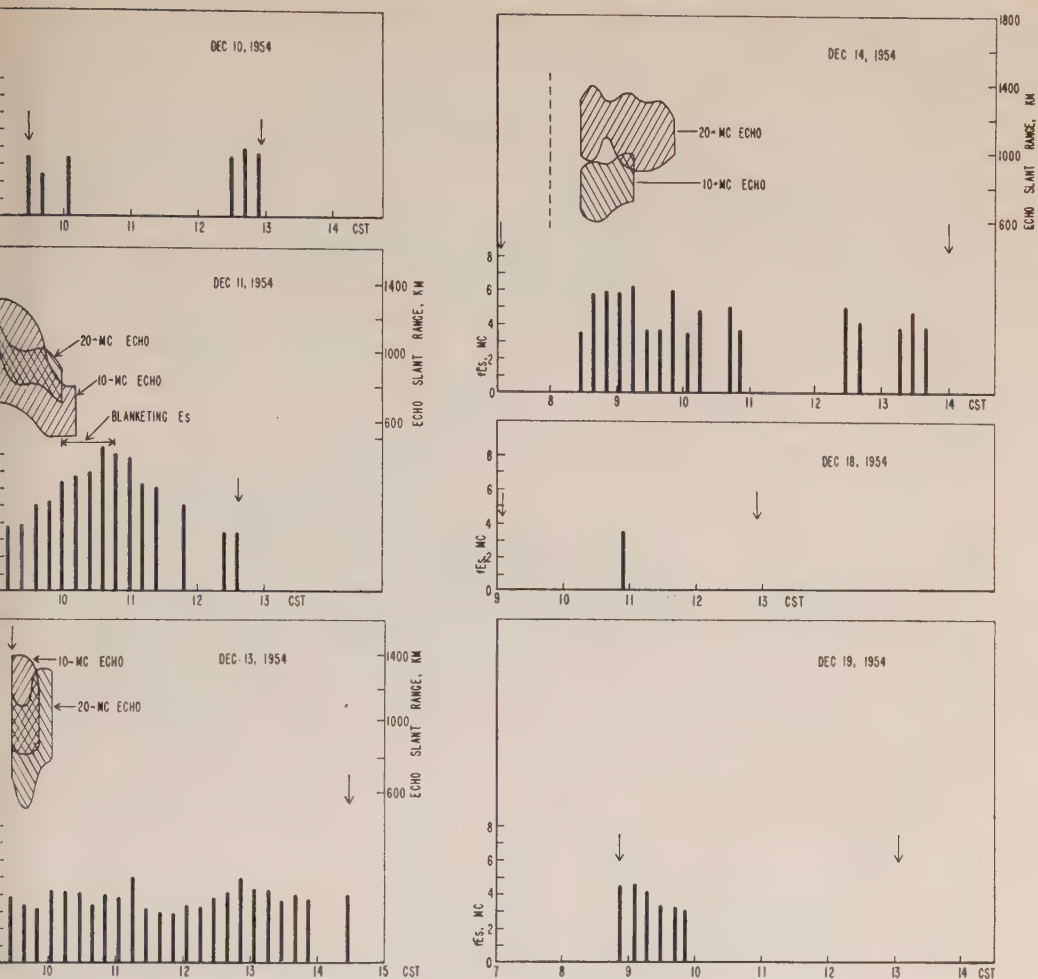 DEC 10, 1954
10 11 12 13 14 CST
DEC 11, 1954
1400
1000
600
ECHO SLANT RANGE, KM
20-MC ECHO
10-MC ECHO
BLANKETING Es
10 11 12 13 CST
DEC. 13, 1954
1400
1000
600
ECHO SLANT RANGE, KM
10-MC ECHO
20-MC ECHO
10 11 12 13 14 15 CST
DEC 14, 1954
1800
1400
1000
600
ECHO SLANT RANGE, KM
20-MC ECHO
10-MC ECHO
8
6
4
2
0
fEs, MC
8 9 10 11 12 13 14 CST
DEC 18, 1954
8
6
4
2
0
fEs, MC
9 10 11 12 13 CST
DEC 19, 1954
8
6
4
2
0
fEs, MC
7 8 9 10 11 12 13 14 CST